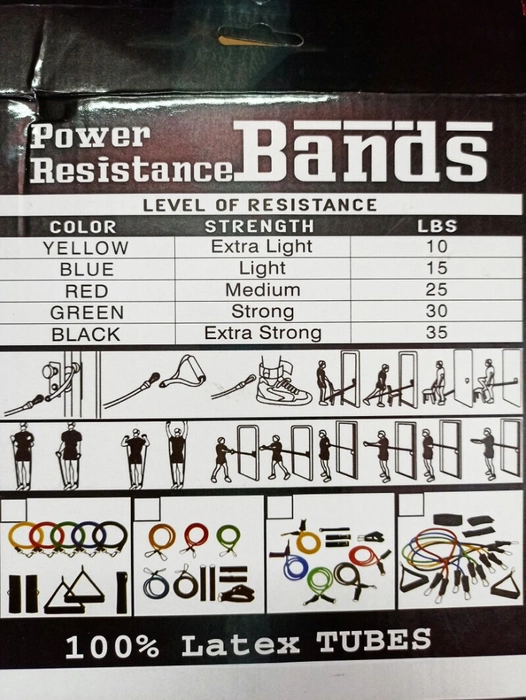 Power
Resistance Bands
LEVEL OF RESISTANCE
COLOR STRENGTH LBS
YELLOW Extra Light 10
BLUE Light 15
RED Medium 25
GREEN Strong 30
BLACK Extra Strong 35
100% Latex TUBES